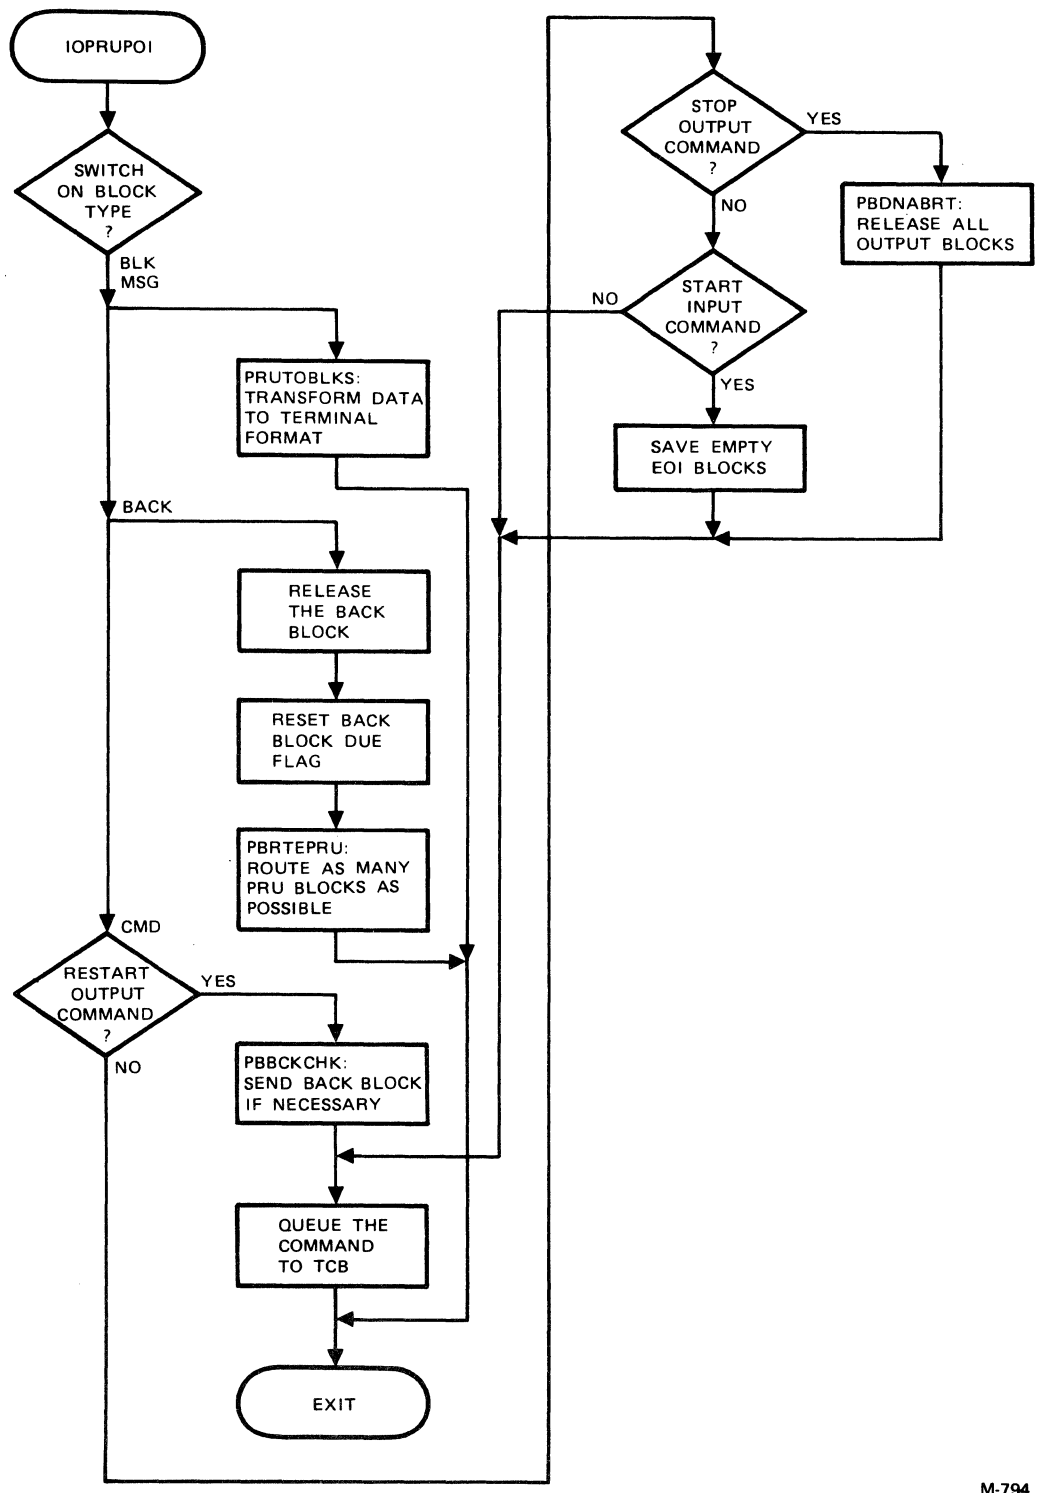 IOPRUPOI
SWITCH
ON BLOCK
TYPE
?
BLK
MSG
PRUTOBLKS:
TRANSFORM DATA
TO TERMINAL
FORMAT
BACK
RELEASE
THE BACK
BLOCK
RESET BACK
BLOCK DUE
FLAG
PBRTEPRU:
ROUTE AS MANY
PRU BLOCKS AS
POSSIBLE
CMD
RESTART
OUTPUT
COMMAND
?
YES
NO
PBBCKCHK:
SEND BACK BLOCK
IF NECESSARY
QUEUE THE
COMMAND
TO TCB
EXIT
STOP
OUTPUT
COMMAND
?
YES
NO
PBDNABRT:
RELEASE ALL
OUTPUT BLOCKS
START
INPUT
COMMAND
?
NO
YES
SAVE EMPTY
EOI BLOCKS
M-794